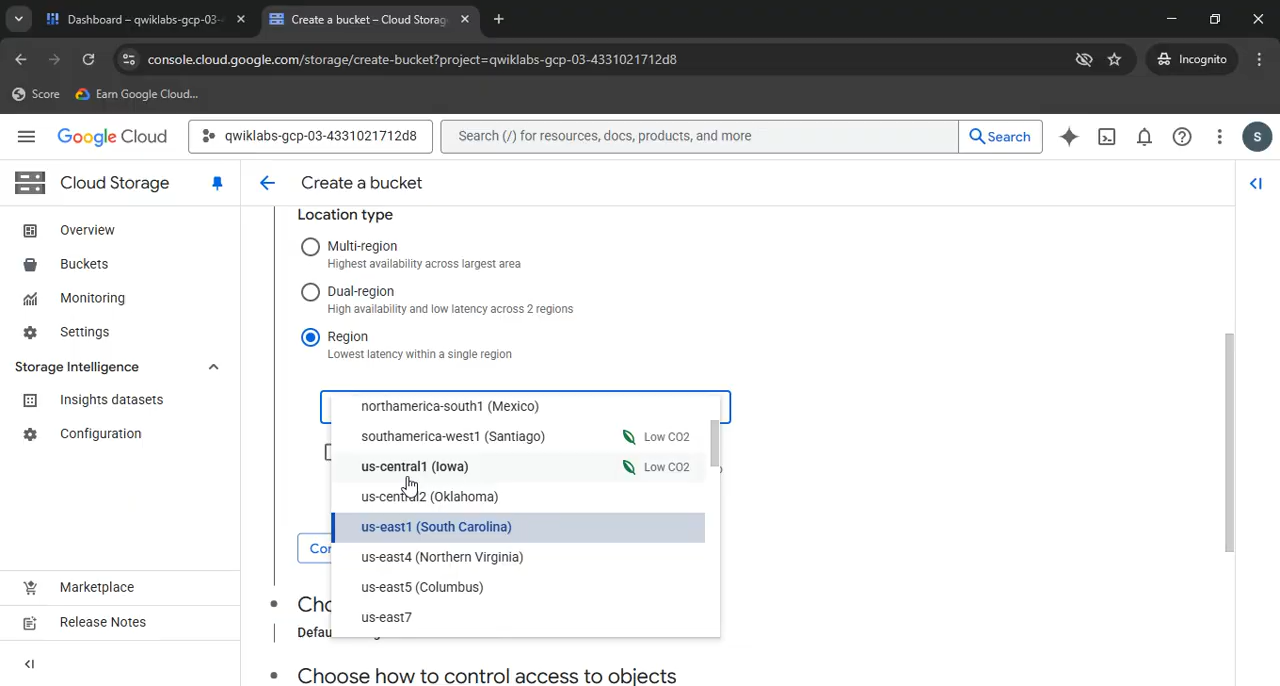 Dashboard – qwiklabs-gcp-03-
Create a bucket – Cloud Storag
console.cloud.google.com/storage/create-bucket?project=qwiklabs-gcp-03-4331021712d8
Incognito
Score
Earn Google Cloud...
Google Cloud
qwiklabs-gcp-03-4331021712d8
Search (/) for resources, docs, products, and more
Search
S
Cloud Storage
Create a bucket
Overview
Buckets
Monitoring
Settings
Storage Intelligence
Insights datasets
Configuration
Marketplace
Release Notes
Location type
Multi-region
Highest availability across largest area
Dual-region
High availability and low latency across 2 regions
Region
Lowest latency within a single region
northamerica-south1 (Mexico)
southamerica-west1 (Santiago) Low CO2
us-central1 (Iowa) Low CO2
us-central2 (Oklahoma)
us-east1 (South Carolina)
us-east4 (Northern Virginia)
us-east5 (Columbus)
us-east7
Choose how to control access to objects